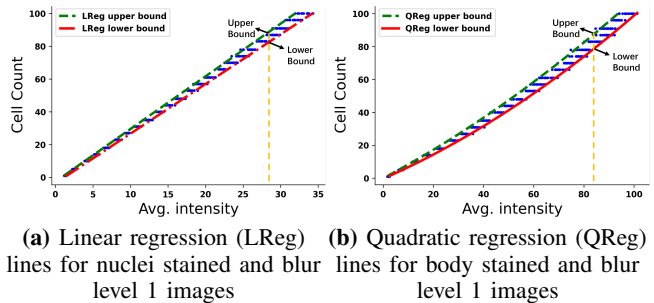 LReg upper bound
LReg lower bound
Upper
Bound
Lower
Bound
100
80
60
40
20
0
Cell Count
0
5
10
15
20
25
30
35
Avg. intensity
QReg upper bound
QReg lower bound
Upper
Bound
Lower
Bound
100
80
60
40
20
0
Cell Count
0
20
40
60
80
100
Avg. intensity
(a) Linear regression (LReg)
lines for nuclei stained and blur
level 1 images
(b) Quadratic regression (QReg)
lines for body stained and blur
level 1 images